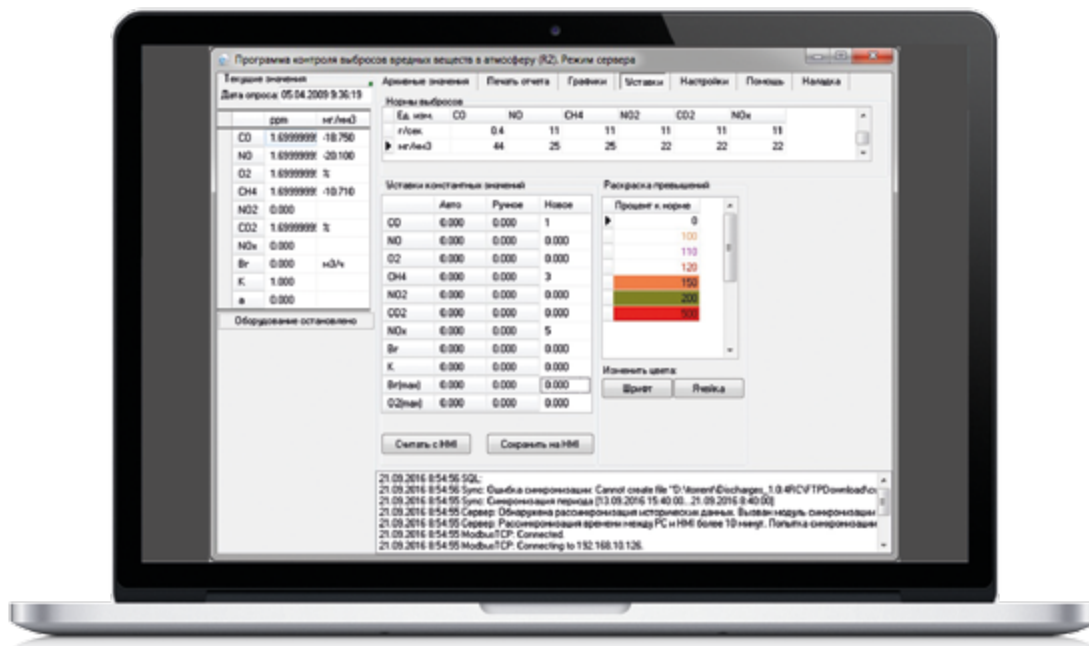 Программа контроля выбросов вредных веществ в атмосферу (R2). Режим сервера
Текущие значения
Дата опроса: 05.04.2009 9:36:19
ppm мг/нм3
CO 1.6999999 -18.750
NO 1.6999999 -20.100
O2 1.6999999 %
CH4 1.6999999 -10.710
NO2 0.000
CO2 1.6999999 %
NOx 0.000
Br 0.000 м3/ч
K 1.000
a 0.000
Оборудование остановлено
Архивные значения Печать отчета Графики Уставки Настройки Помощь Наладка
Нормы выбросов
Ед. изм. CO NO CH4 NO2 CO2 NOx
г/сек 0.4 11 11 11 11 11
мг/нм3 44 25 25 22 22 22
Уставки константных значений
Авто Ручное Новое
CO 0.000 0.000 1
NO 0.000 0.000 0.000
O2 0.000 0.000 0.000
CH4 0.000 0.000 3
NO2 0.000 0.000 0.000
CO2 0.000 0.000 0.000
NOx 0.000 0.000 5
Br 0.000 0.000 0.000
K 0.000 0.000 0.000
Br(max) 0.000 0.000 0.000
O2(max) 0.000 0.000 0.000
Считать с HMI Сохранить на HMI
Раскраска превышений
Процент к норме
0
100
110
120
150
200
500
Изменить цвета:
Шрифт Ячейка
21.09.2016 8:54:56 SQL:
21.09.2016 8:54:56 Sync: Ошибка синхронизации: Cannot create file "D:\torrent\Discharges_1.0.4RC\FTPDownload\
21.09.2016 8:54:55 Sync: Синхронизация периода [13.09.2016 15:40:00...21.09.2016 8:40:00]
21.09.2016 8:54:55 Сервер: Обнаружена рассинхронизация исторических данных. Вызван модуль синхронизации
21.09.2016 8:54:55 Сервер: Рассинхронизация времени между PC и HMI более 10 минут. Попытка синхронизации
21.09.2016 8:54:55 ModbusTCP: Connected.
21.09.2016 8:54:55 ModbusTCP: Connecting to 192.168.10.126.